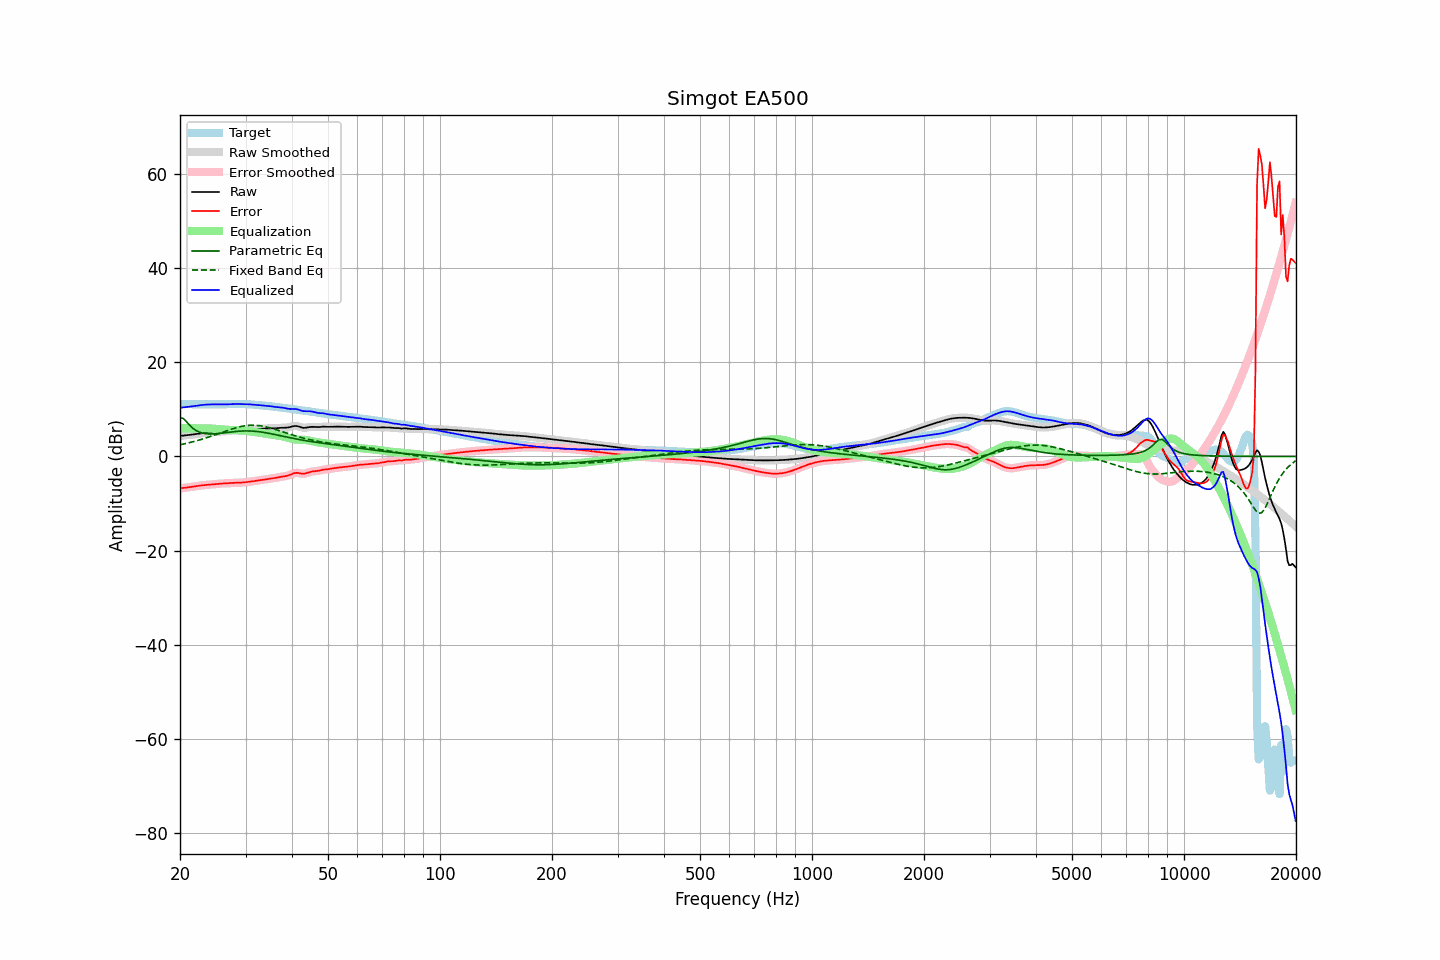 Simgot EA500
Target
Raw Smoothed
Error Smoothed
Raw
Error
Equalization
Parametric Eq
Fixed Band Eq
Equalized
60
40
20
0
−20
−40
−60
−80
Amplitude (dBr)
20 50 100 200 500 1000 2000 5000 10000 20000
Frequency (Hz)